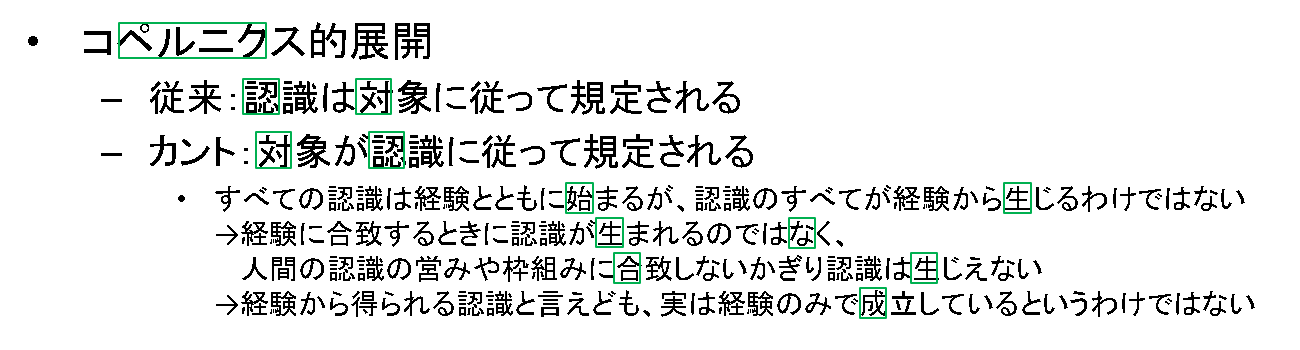 • コペルニクス的展開
– 従来：認識は対象に従って規定される
– カント：対象が認識に従って規定される
• すべての認識は経験とともに始まるが、認識のすべてが経験から生じるわけではない
→経験に合致するときに認識が生まれるのではなく、
人間の認識の営みや枠組みに合致しないかぎり認識は生じえない
→経験から得られる認識と言えども、実は経験のみで成立しているというわけではない